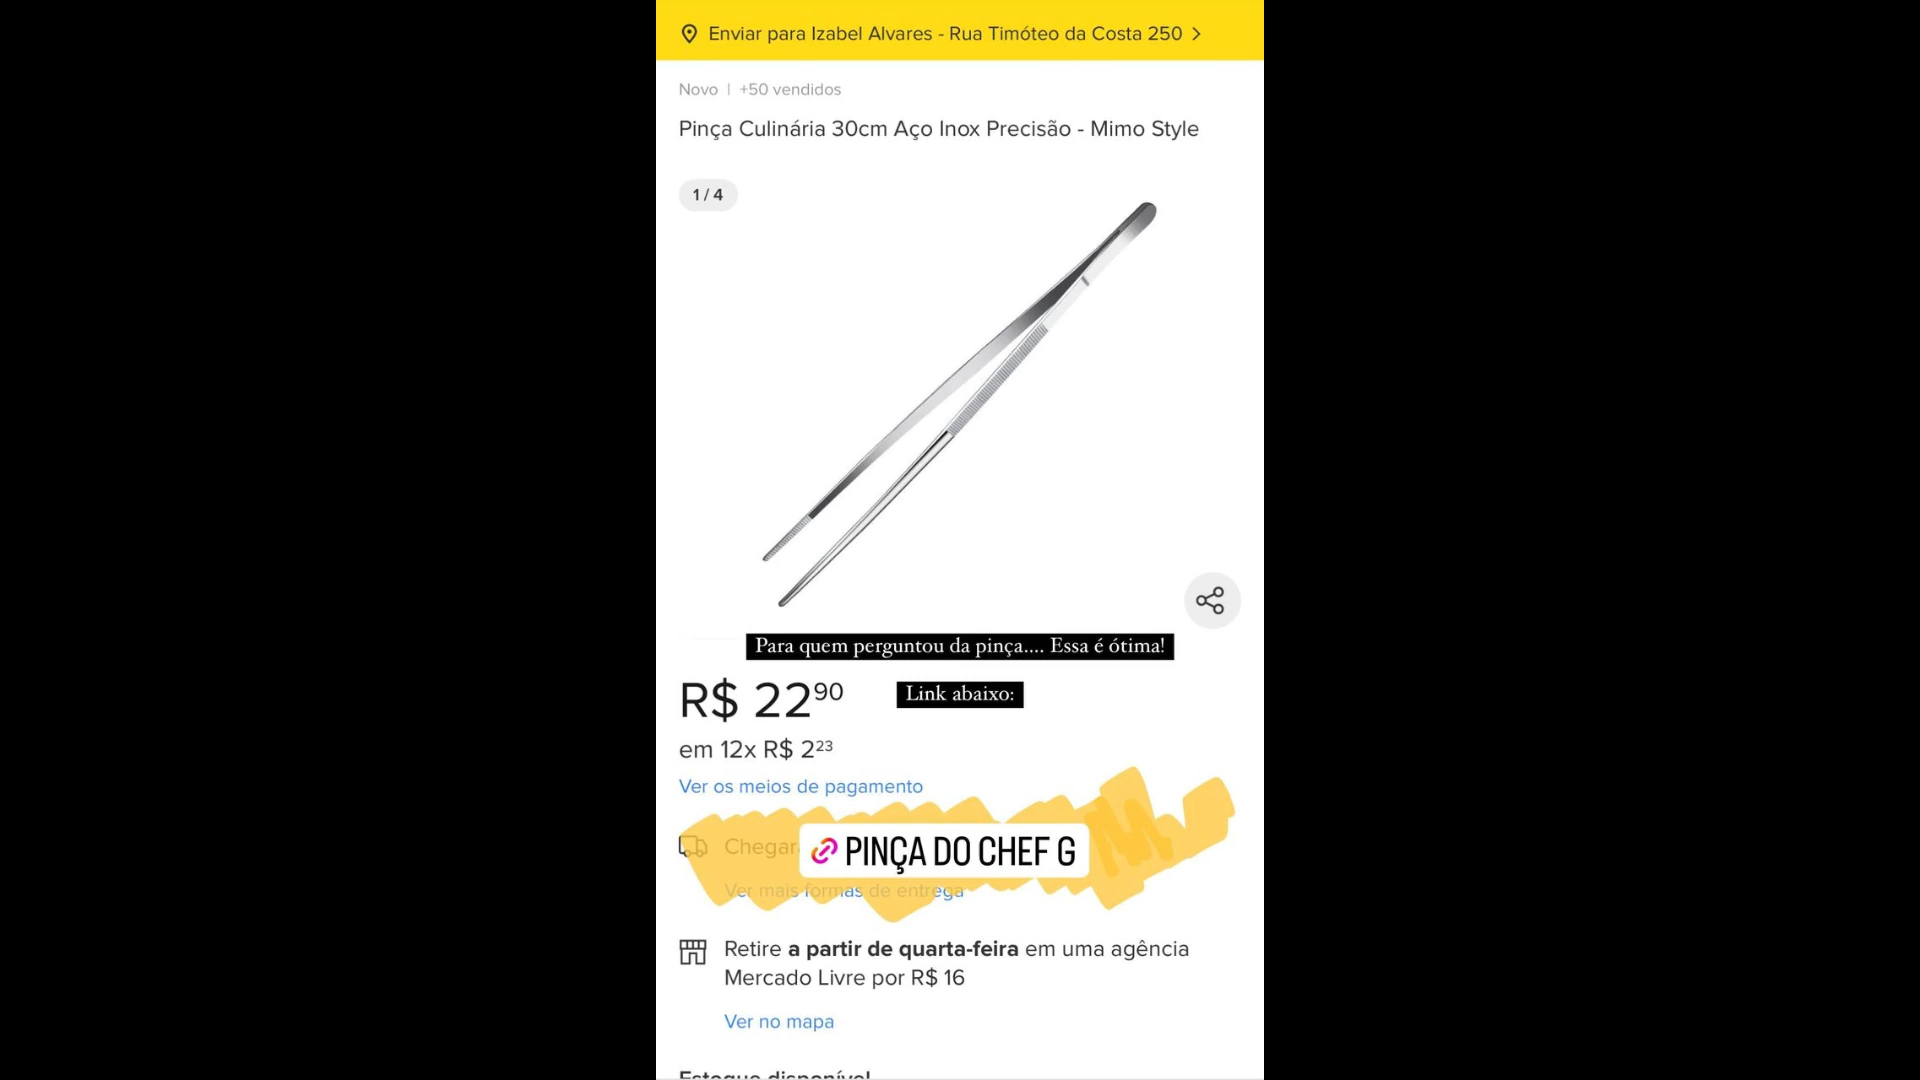 Enviar para Izabel Alvares - Rua Timóteo da Costa 250
Novo | +50 vendidos
Pinça Culinária 30cm Aço Inox Precisão - Mimo Style
1 / 4
Para quem perguntou da pinça.... Essa é ótima!
R$ 22 90
Link abaixo:
em 12x R$ 2 23
Ver os meios de pagamento
Chegar
PINÇA DO CHEF G
Ver mais formas de entrega
Retire a partir de quarta-feira em uma agência
Mercado Livre por R$ 16
Ver no mapa
Estoque disponível